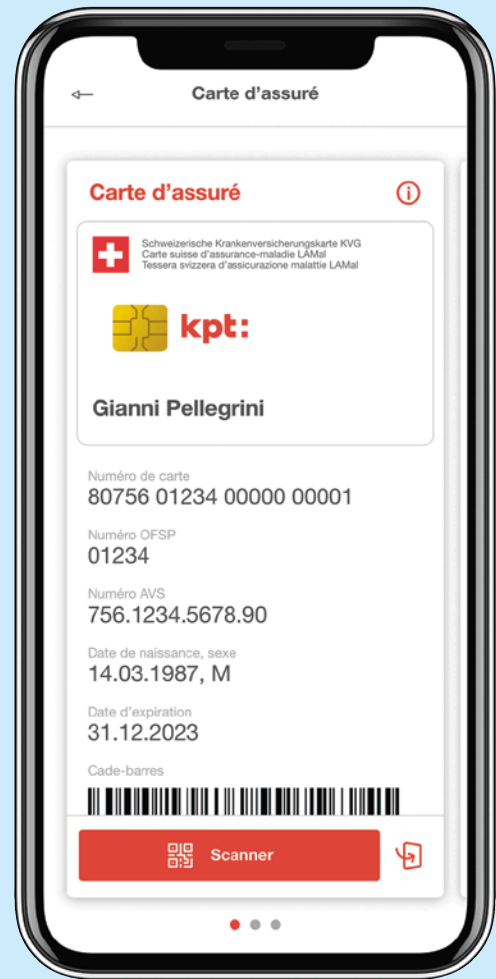 Carte d'assuré
Carte d'assuré
Schweizerische Krankenversicherungskarte KVG
Carte suisse d'assurance-maladie LAMal
Tessera svizzera d'assicurazione malattie LAMal
kpt:
Gianni Pellegrini
Numéro de carte
80756 01234 00000 00001
Numéro OFSP
01234
Numéro AVS
756.1234.5678.90
Date de naissance, sexe
14.03.1987, M
Date d'expiration
31.12.2023
Cade-barres
Scanner